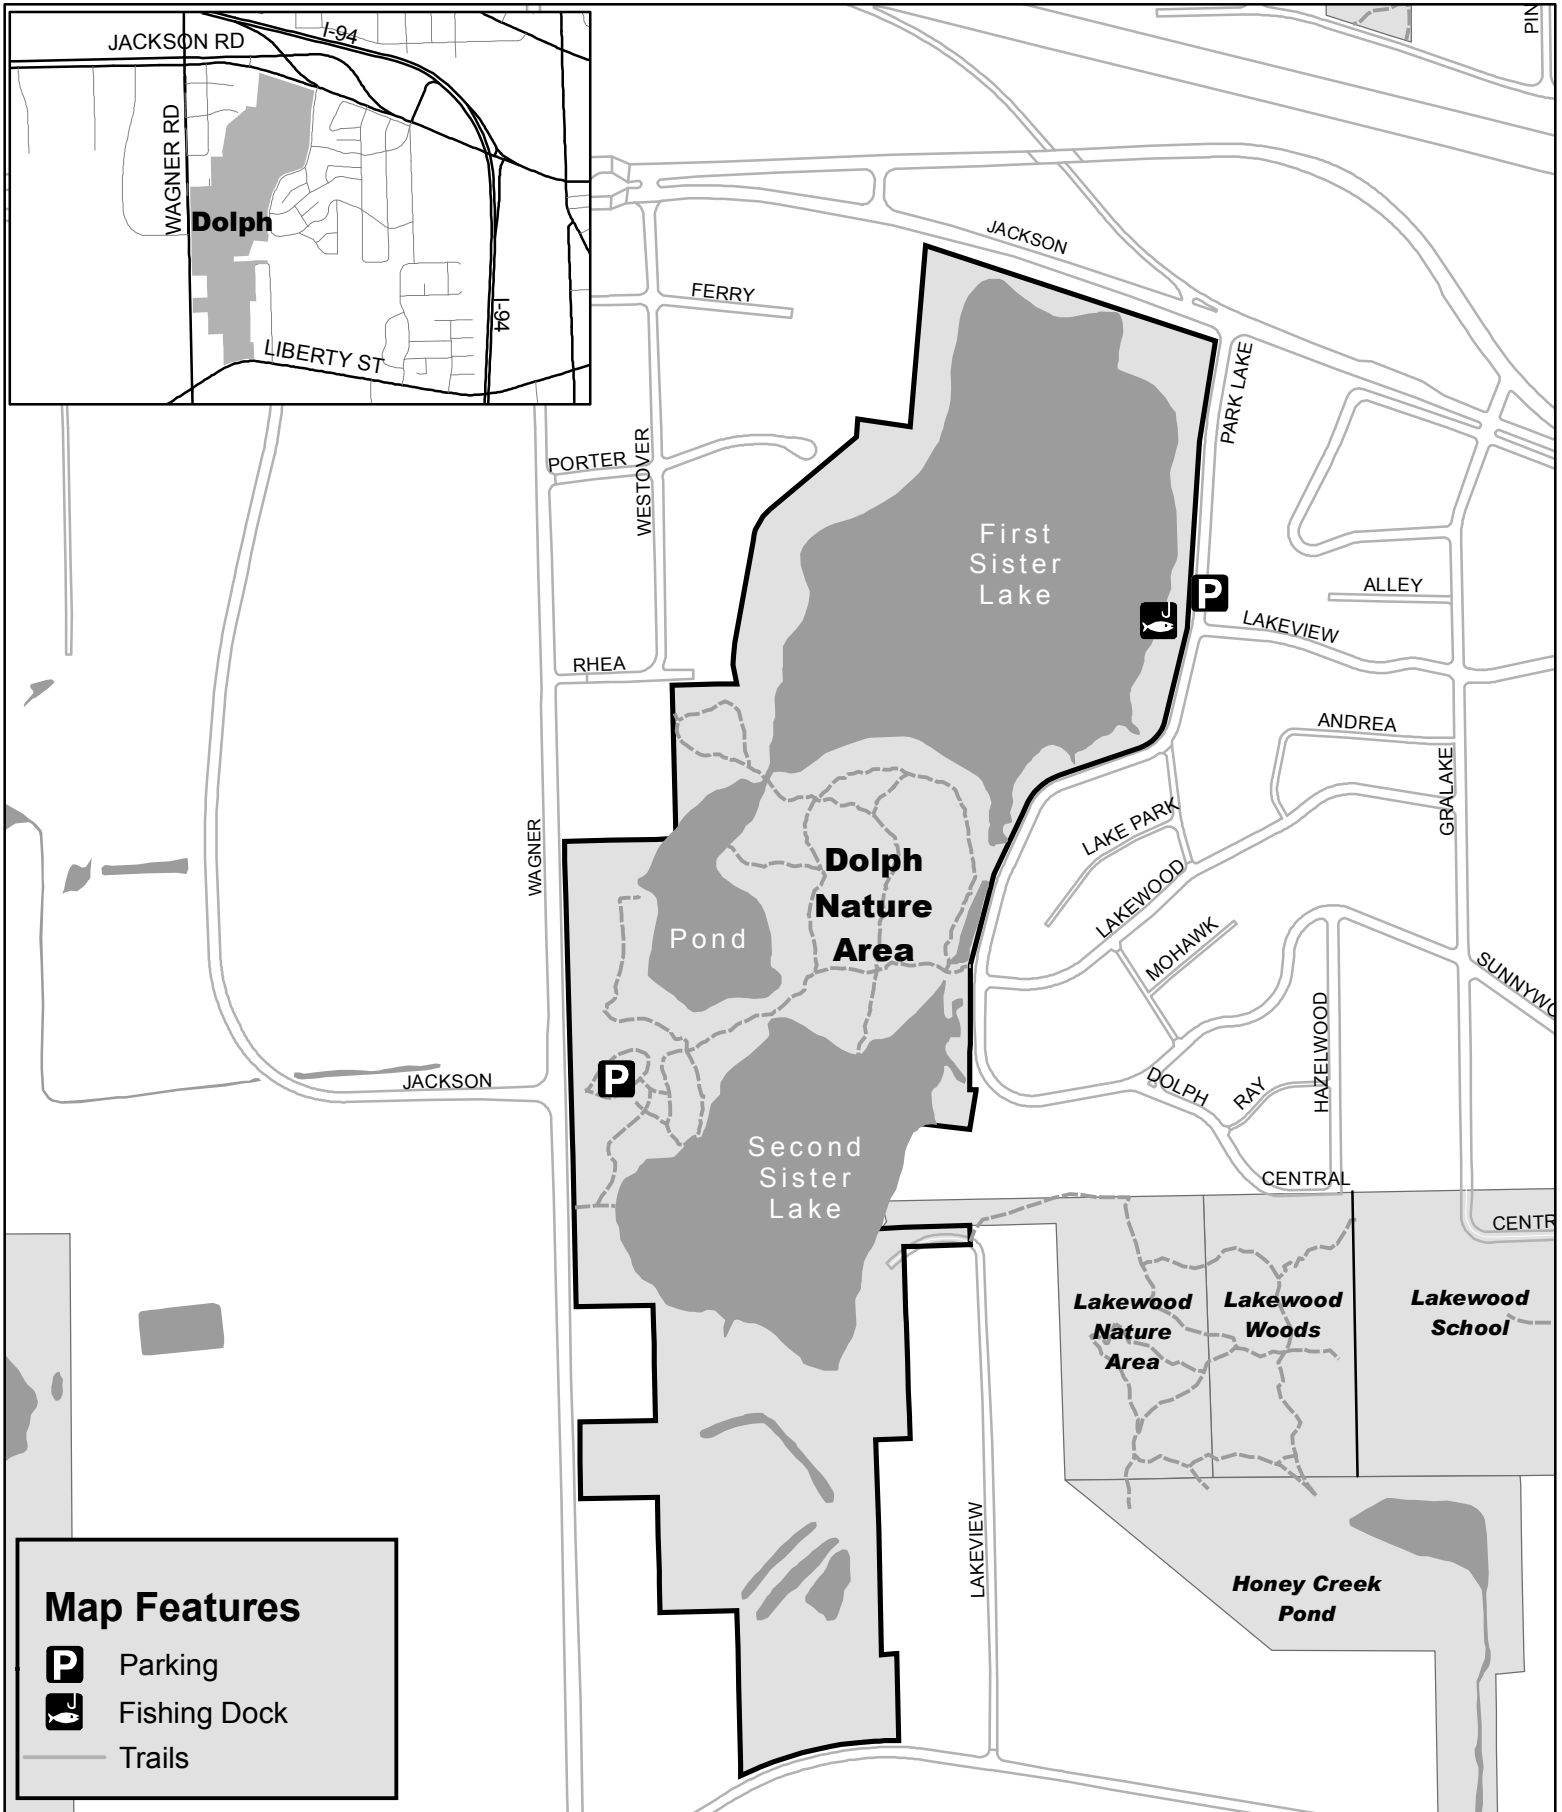 JACKSON RD
I-94
WAGNER RD
Dolph
I-94
LIBERTY ST
PIN
JACKSON
FERRY
PARK LAKE
PORTER
WESTOVER
First
Sister
Lake
P
ALLEY
LAKEVIEW
RHEA
ANDREA
GRALAKE
LAKE PARK
WAGNER
Dolph
Nature
Area
LAKEWOOD
Pond
MOHAWK
SUNNYWO
HAZELWOOD
P
JACKSON
DOLPH
RAY
Second
Sister
Lake
CENTRAL
CENTR
Lakewood
Nature
Area
Lakewood
Woods
Lakewood
School
LAKEVIEW
Honey Creek
Pond
Map Features
P Parking
Fishing Dock
Trails